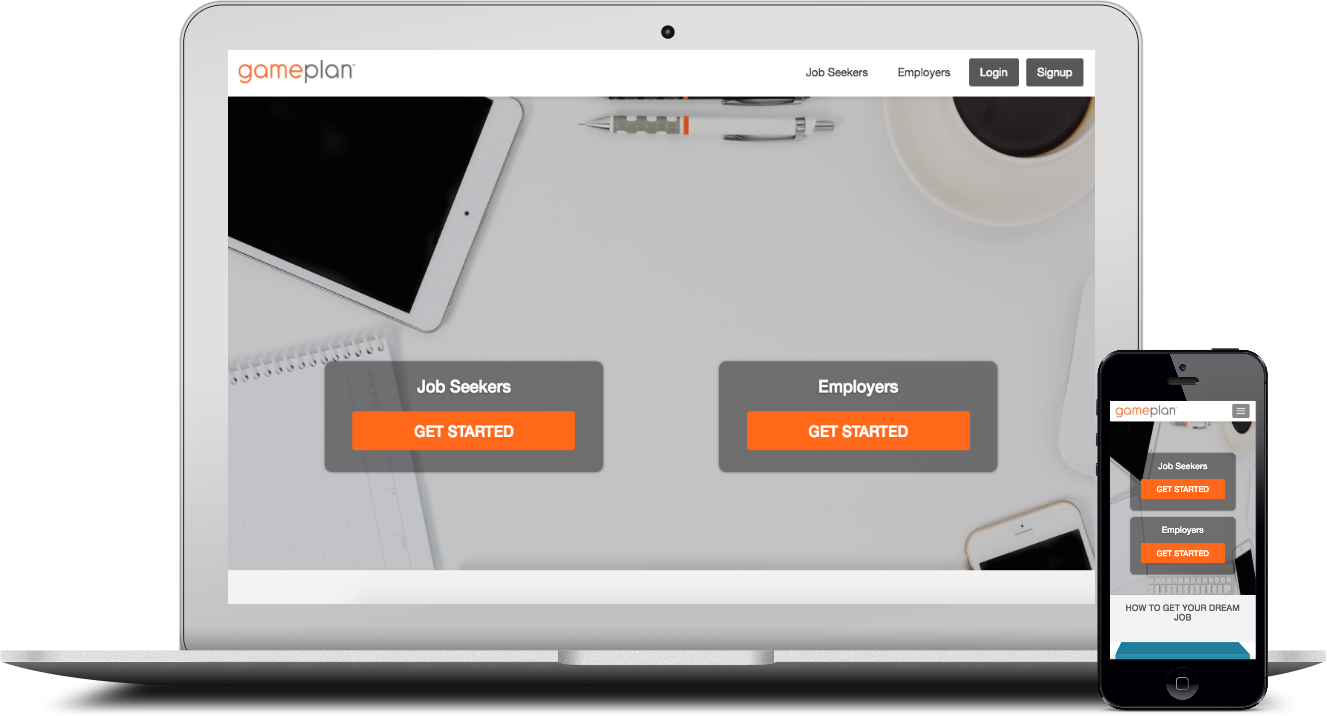 gameplan™
Job Seekers
Employers
Login
Signup
Job Seekers
GET STARTED
Employers
GET STARTED
gameplan
Job Seekers
GET STARTED
Employers
GET STARTED
HOW TO GET YOUR DREAM
JOB